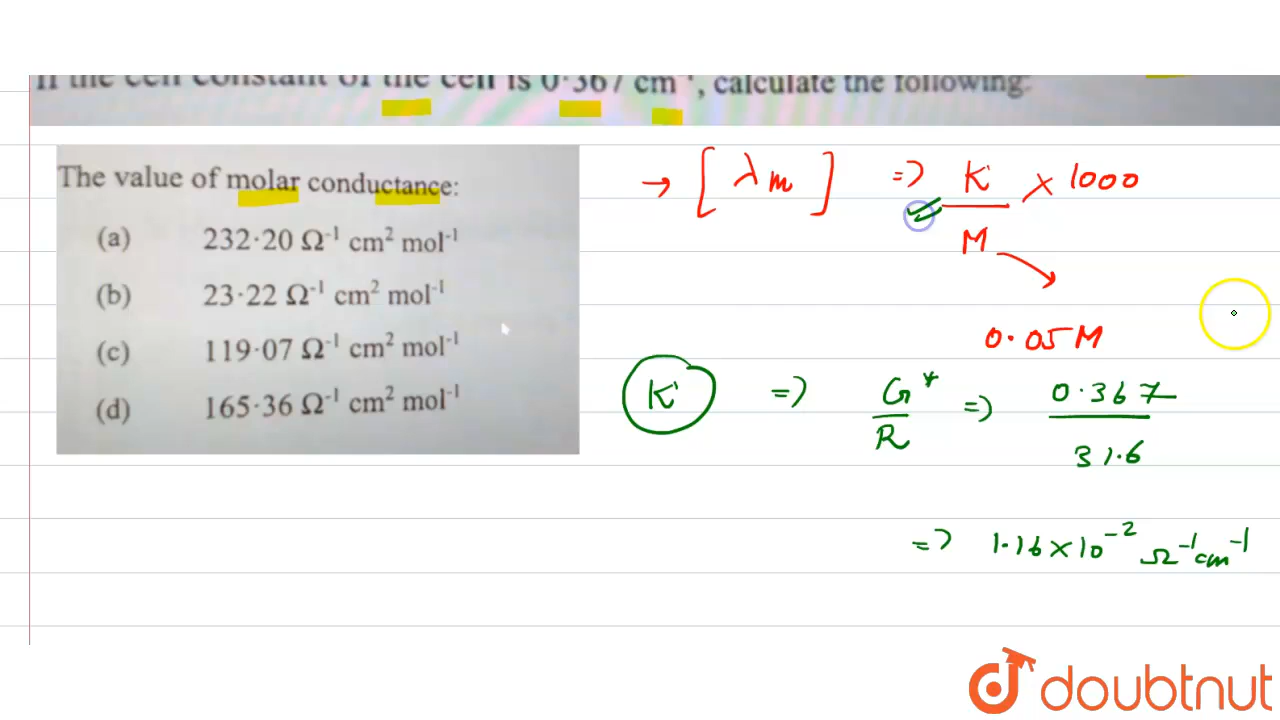 If the cell constant of the cell is 0·367 cm⁻¹, calculate the following:
The value of molar conductance:
(a) 232·20 Ω⁻¹ cm² mol⁻¹
(b) 23·22 Ω⁻¹ cm² mol⁻¹
(c) 119·07 Ω⁻¹ cm² mol⁻¹
(d) 165·36 Ω⁻¹ cm² mol⁻¹
→ [λm] => K/M × 1000
0.05M
K => G*/R => 0.367/31.6
=> 1.16×10⁻² Ω⁻¹cm⁻¹
doubtnut